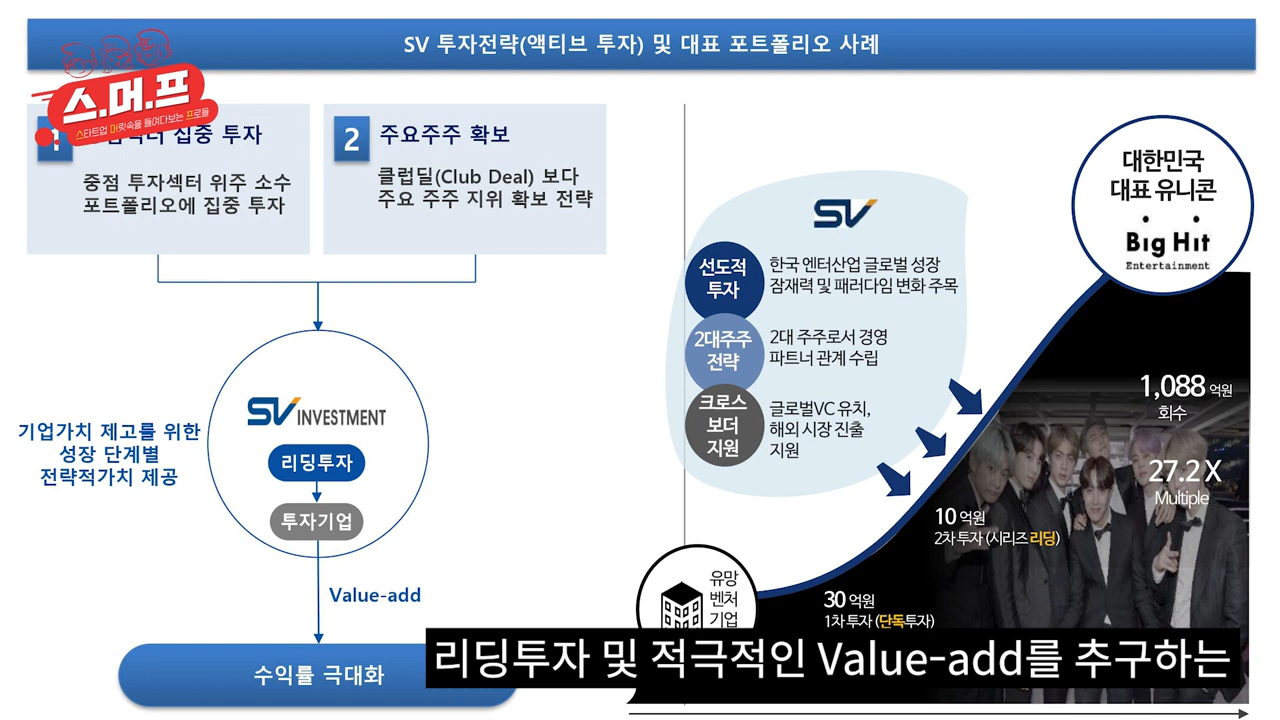 SV 투자전략(액티브 투자) 및 대표 포트폴리오 사례
스.머.프
스타트업 머릿속을 들여다보는 프로들
집중 투자
중점 투자섹터 위주 소수
포트폴리오에 집중 투자
2 주요주주 확보
클럽딜(Club Deal) 보다
주요 주주 지위 확보 전략
SV INVESTMENT
리딩투자
투자기업
기업가치 제고를 위한
성장 단계별
전략적가치 제공
Value-add
수익률 극대화
SV
선도적
투자
한국 엔터산업 글로벌 성장
잠재력 및 패러다임 변화 주목
2대주주
전략
2대 주주로서 경영
파트너 관계 수립
크로스
보더
지원
글로벌VC 유치,
해외 시장 진출
지원
대한민국
대표 유니콘
Big Hit
Entertainment
1,088 억원
회수
27.2 X
Multiple
10 억원
2차 투자 (시리즈 리딩)
30 억원
1차 투자 (단독투자)
유망
벤처
기업
리딩투자 및 적극적인 Value-add를 추구하는